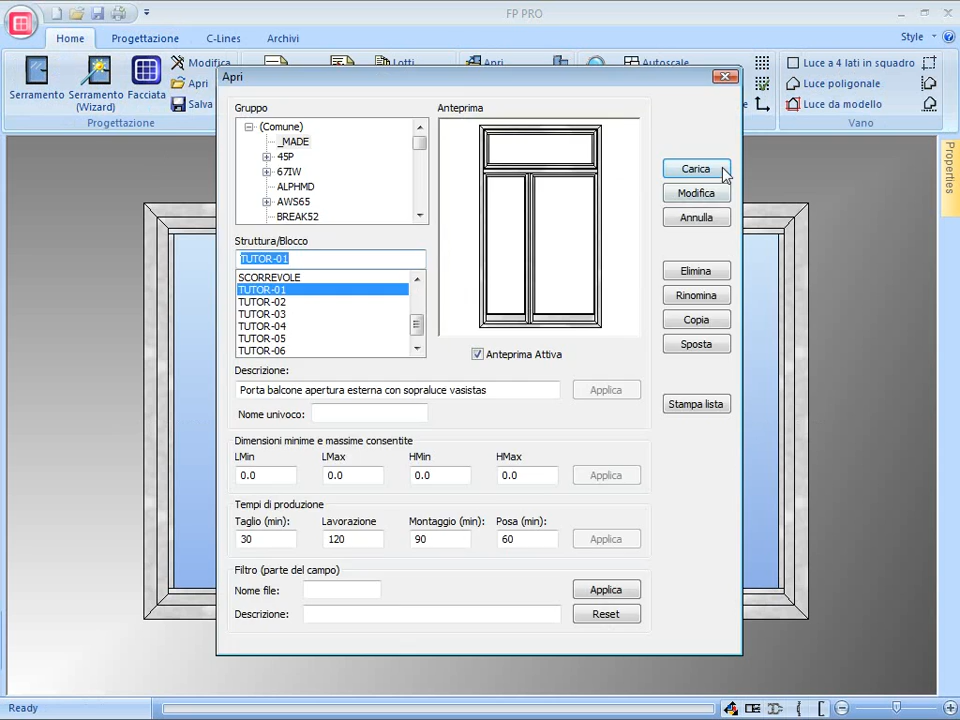 FP PRO
Home Progettazione C-Lines Archivi Style
Serramento
Serramento (Wizard)
Facciata
Modifica
Apri
Salva
Progettazione
Lotti
Apri
Autoscale
Luce a 4 lati in squadro
Luce poligonale
Luce da modello
Vano
Properties
Apri
Gruppo
(Comune)
_MADE
45P
67IW
ALPHMD
AWS65
BREAK52
Struttura/Blocco
TUTOR-01
SCORREVOLE
TUTOR-01
TUTOR-02
TUTOR-03
TUTOR-04
TUTOR-05
TUTOR-06
Anteprima
Anteprima Attiva
Carica
Modifica
Annulla
Elimina
Rinomina
Copia
Sposta
Stampa lista
Descrizione:
Porta balcone apertura esterna con sopraluce vasistas Applica
Nome univoco:
Dimensioni minime e massime consentite
LMin LMax HMin HMax
0.0 0.0 0.0 0.0 Applica
Tempi di produzione
Taglio (min): Lavorazione Montaggio (min): Posa (min):
30 120 90 60 Applica
Filtro (parte del campo)
Nome file: Applica
Descrizione: Reset
Ready